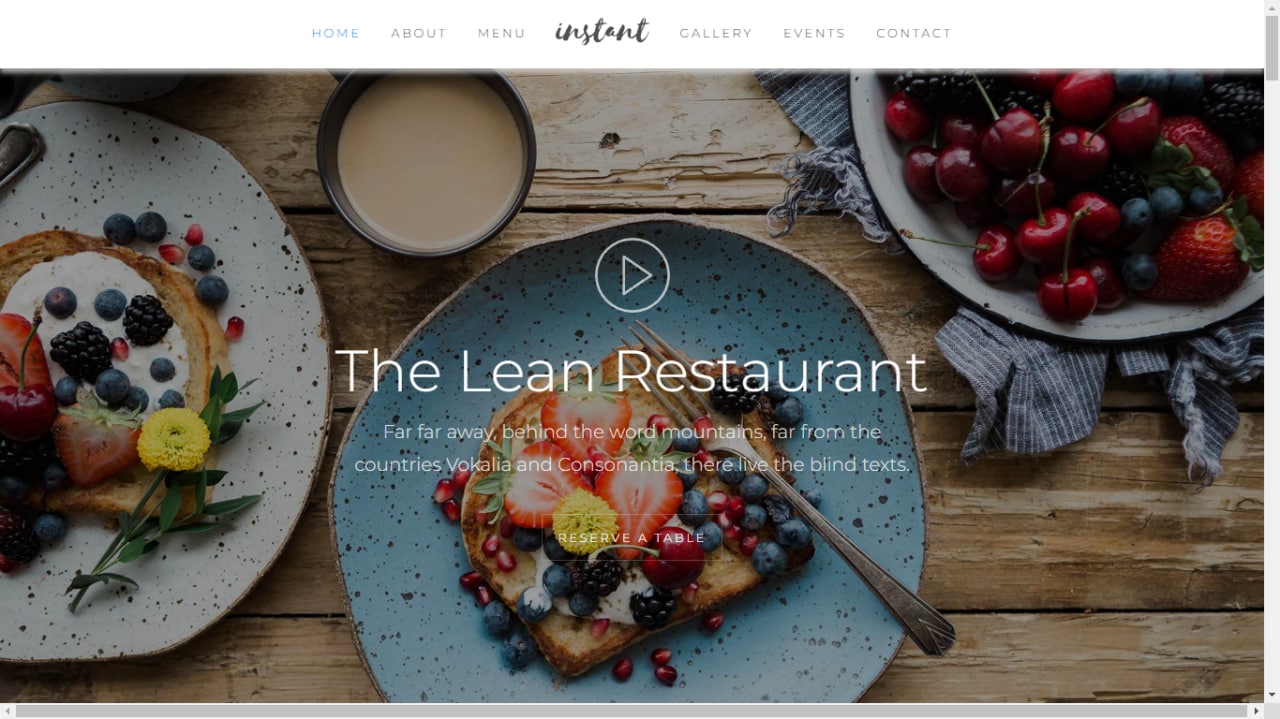 HOME ABOUT MENU instant GALLERY EVENTS CONTACT
The Lean Restaurant
Far far away, behind the word mountains, far from the
countries Vokalia and Consonantia, there live the blind texts.
RESERVE A TABLE